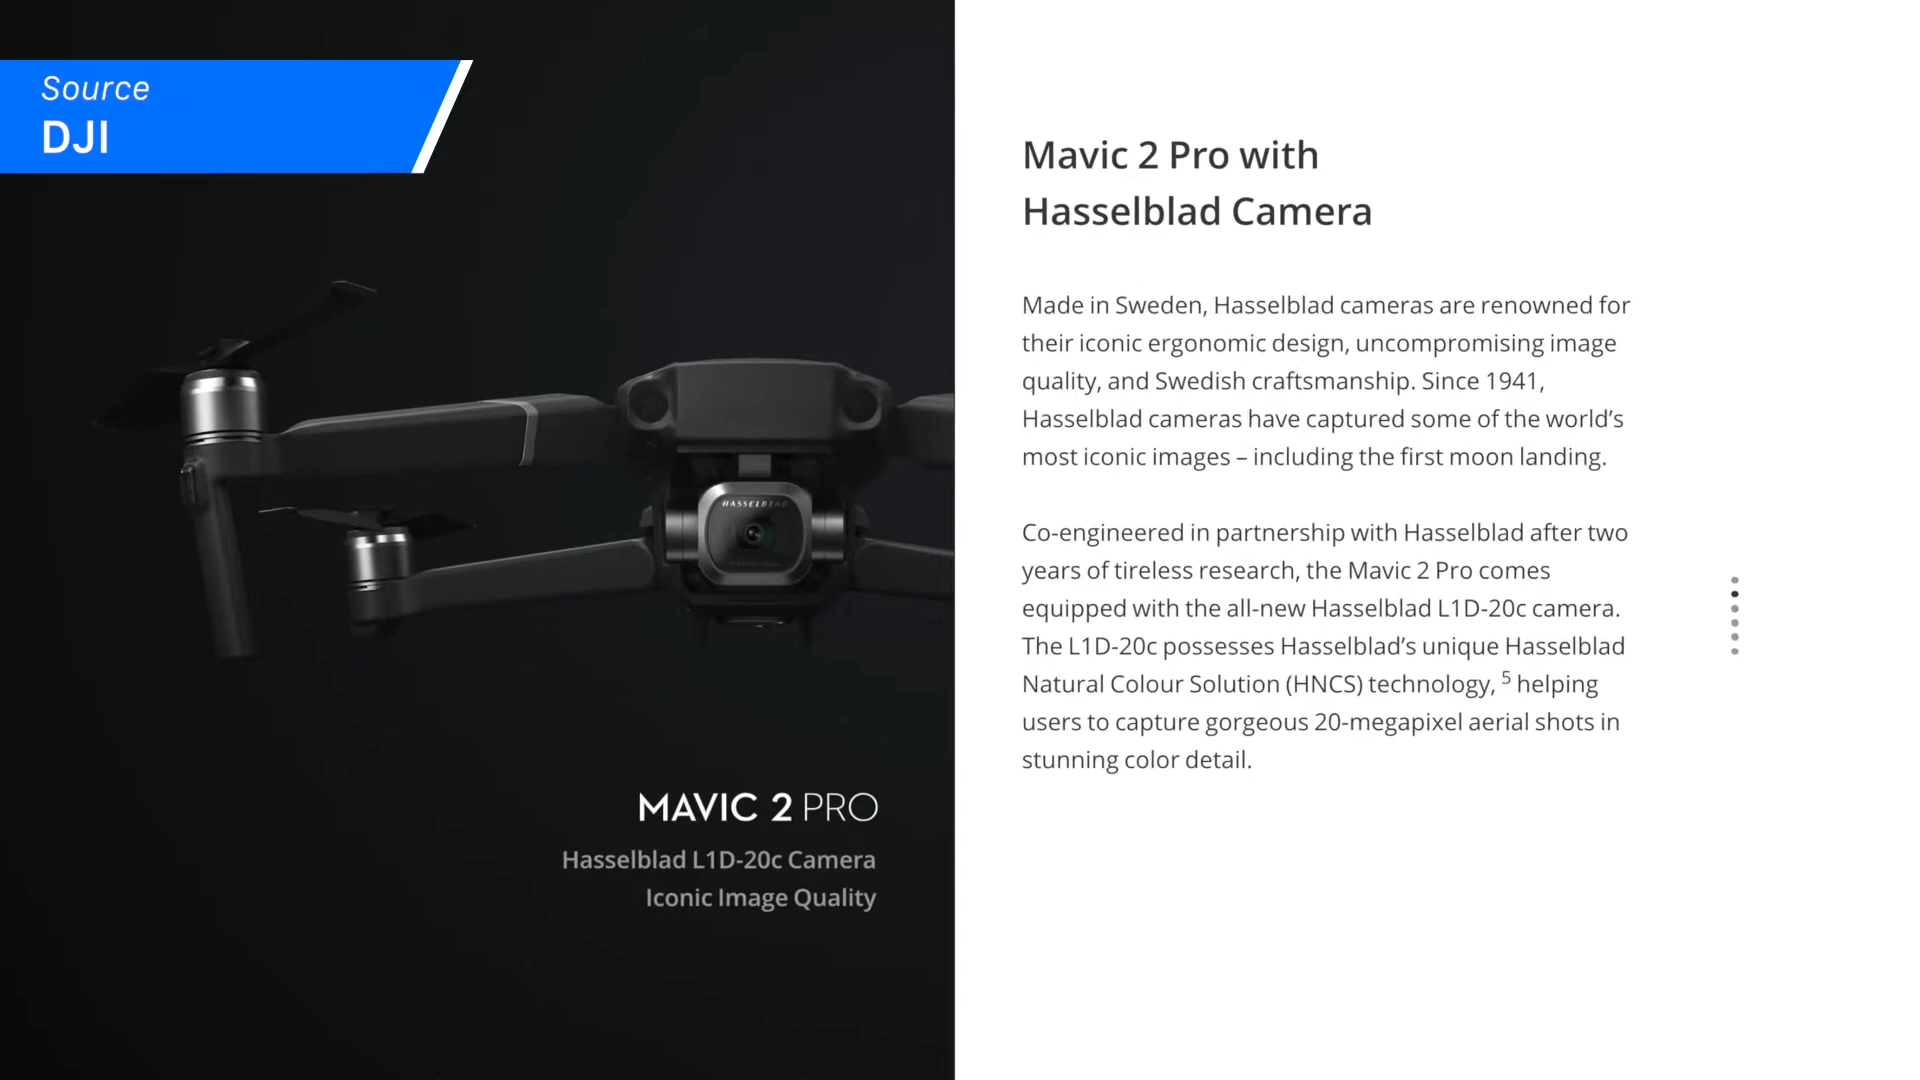 Source
DJI
HASSELBLAD
MAVIC 2 PRO
Hasselblad L1D-20c Camera
Iconic Image Quality
Mavic 2 Pro with
Hasselblad Camera
Made in Sweden, Hasselblad cameras are renowned for
their iconic ergonomic design, uncompromising image
quality, and Swedish craftsmanship. Since 1941,
Hasselblad cameras have captured some of the world’s
most iconic images – including the first moon landing.
Co-engineered in partnership with Hasselblad after two
years of tireless research, the Mavic 2 Pro comes
equipped with the all-new Hasselblad L1D-20c camera.
The L1D-20c possesses Hasselblad’s unique Hasselblad
Natural Colour Solution (HNCS) technology, 5 helping
users to capture gorgeous 20-megapixel aerial shots in
stunning color detail.